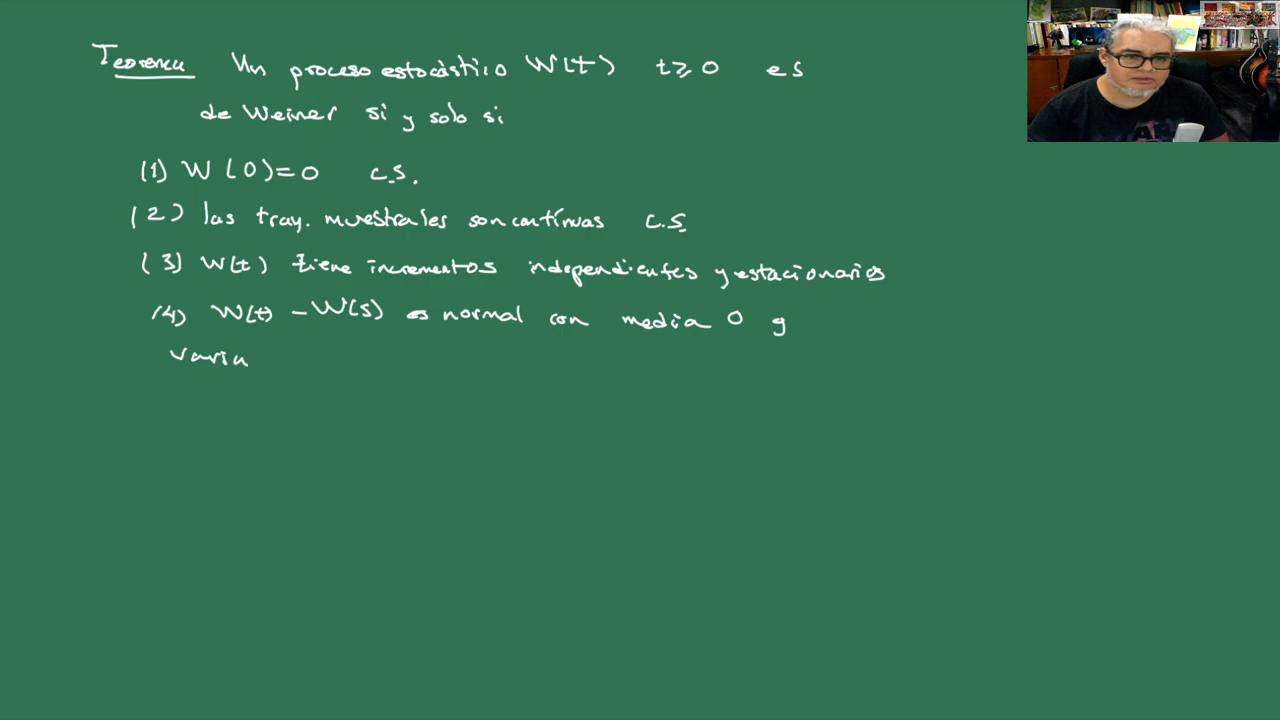 Teorema Un proceso estocástico W(t) t≥0 es
de Weiner si y solo si
(1) W(0)=0 c.s.
(2) las tray. muestrales son continuas c.s.
(3) W(t) tiene incrementos independientes y estacionarios
(4) W(t) - W(s) es normal con media 0 y
varia